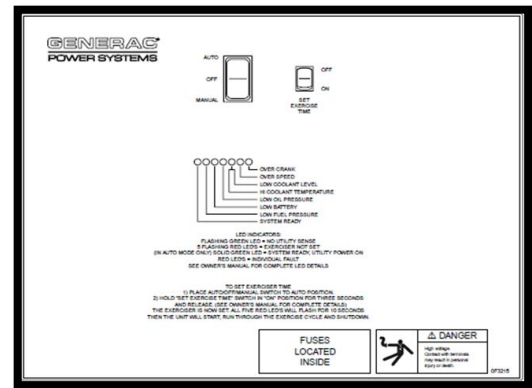 GENERAC®
POWER SYSTEMS
AUTO
OFF
MANUAL
OFF
ON
SET
EXERCISE
TIME
OVER CRANK
OVER SPEED
LOW COOLANT LEVEL
HI COOLANT TEMPERATURE
LOW OIL PRESSURE
LOW BATTERY
LOW FUEL PRESSURE
SYSTEM READY
LED INDICATORS:
FLASHING GREEN LED = NO UTILITY SENSE
5 FLASHING RED LED'S = EXERCISER NOT SET
(IN AUTO MODE ONLY) SOLID GREEN LED = SYSTEM READY, UTILITY POWER ON
RED LED'S = INDIVIDUAL FAULT
SEE OWNER'S MANUAL FOR COMPLETE LED DETAILS
TO SET EXERCISER TIME
1) PLACE AUTO/OFF/MANUAL SWITCH TO AUTO POSITION.
2) HOLD "SET EXERCISE TIME" SWITCH IN "ON" POSITION FOR THREE SECONDS
AND RELEASE. (SEE OWNER'S MANUAL FOR COMPLETE DETAILS)
THE EXERCISER IS NOW SET. ALL FIVE RED LED'S WILL FLASH FOR 10 SECONDS
THEN THE UNIT WILL START, RUN THROUGH THE EXERCISE CYCLE AND SHUTDOWN.
FUSES
LOCATED
INSIDE
⚠ DANGER
High voltage.
Contact with terminals
may result in personal
injury or death.
0F3215